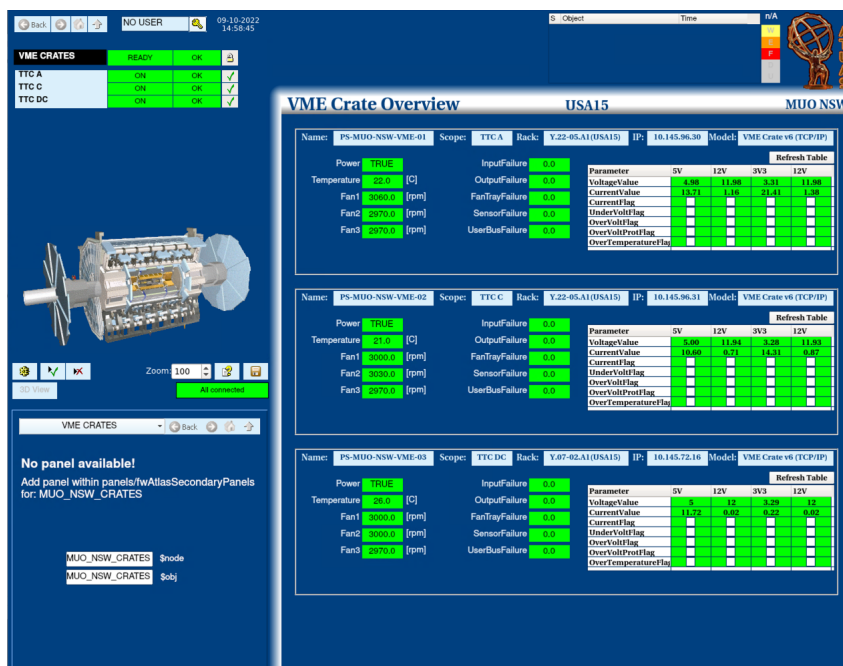 Back NO USER 09-10-2022
14:58:45
S Object Time n/A
W
E
F
VME CRATES READY OK
TTC A ON OK
TTC C ON OK
TTC DC ON OK
VME Crate Overview USA15 MUO NSW
Name: PS-MUO-NSW-VME-01 Scope: TTC A Rack: Y.22-05.A1(USA15) IP: 10.145.96.30 Model: VME Crate v6 (TCP/IP)
Refresh Table
Power TRUE InputFailure 0.0
Temperature 22.0 [C] OutputFailure 0.0
Fan1 3060.0 [rpm] FanTrayFailure 0.0
Fan2 2970.0 [rpm] SensorFailure 0.0
Fan3 2970.0 [rpm] UserBusFailure 0.0
Parameter 5V 12V 3V3 12V
VoltageValue 4.98 11.98 3.31 11.98
CurrentValue 13.71 1.16 21.41 1.38
CurrentFlag
UnderVoltFlag
OverVoltFlag
OverVoltProtFlag
OverTemperatureFlag
Name: PS-MUO-NSW-VME-02 Scope: TTC C Rack: Y.22-05.A1(USA15) IP: 10.145.96.31 Model: VME Crate v6 (TCP/IP)
Refresh Table
Power TRUE InputFailure 0.0
Temperature 21.0 [C] OutputFailure 0.0
Fan1 3000.0 [rpm] FanTrayFailure 0.0
Fan2 3030.0 [rpm] SensorFailure 0.0
Fan3 2970.0 [rpm] UserBusFailure 0.0
Parameter 5V 12V 3V3 12V
VoltageValue 5.00 11.94 3.28 11.93
CurrentValue 10.60 0.71 14.31 0.87
CurrentFlag
UnderVoltFlag
OverVoltFlag
OverVoltProtFlag
OverTemperatureFlag
Name: PS-MUO-NSW-VME-03 Scope: TTC DC Rack: Y.07-02.A1(USA15) IP: 10.145.72.16 Model: VME Crate v6 (TCP/IP)
Refresh Table
Power TRUE InputFailure 0.0
Temperature 26.0 [C] OutputFailure 0.0
Fan1 3000.0 [rpm] FanTrayFailure 0.0
Fan2 3000.0 [rpm] SensorFailure 0.0
Fan3 2970.0 [rpm] UserBusFailure 0.0
Parameter 5V 12V 3V3 12V
VoltageValue 5 12 3.29 12
CurrentValue 11.72 0.02 0.22 0.02
CurrentFlag
UnderVoltFlag
OverVoltFlag
OverVoltProtFlag
OverTemperatureFlag
Zoom: 100
3D View All connected
VME CRATES Back
No panel available!
Add panel within panels/fwAtlasSecondaryPanels
for: MUO_NSW_CRATES
MUO_NSW_CRATES $node
MUO_NSW_CRATES $obj